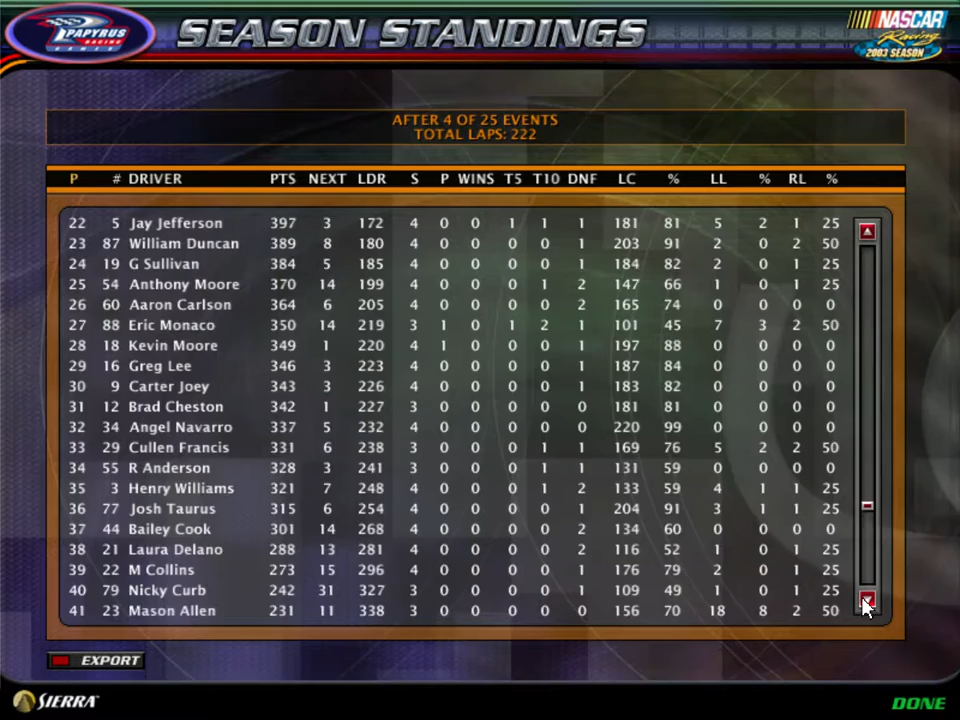 PAPYRUS
RACING
SEASON STANDINGS
NASCAR
Racing
2003 SEASON
AFTER 4 OF 25 EVENTS
TOTAL LAPS: 222
P # DRIVER PTS NEXT LDR S P WINS T5 T10 DNF LC % LL % RL %
22 5 Jay Jefferson 397 3 172 4 0 0 1 1 1 181 81 5 2 1 25
23 87 William Duncan 389 8 180 4 0 0 0 0 1 203 91 2 0 2 50
24 19 G Sullivan 384 5 185 4 0 0 0 0 1 184 82 2 0 1 25
25 54 Anthony Moore 370 14 199 4 0 0 0 1 2 147 66 1 0 1 25
26 60 Aaron Carlson 364 6 205 4 0 0 0 0 2 165 74 0 0 0 0
27 88 Eric Monaco 350 14 219 3 1 0 1 2 1 101 45 7 3 2 50
28 18 Kevin Moore 349 1 220 4 1 0 0 0 1 197 88 0 0 0 0
29 16 Greg Lee 346 3 223 4 0 0 0 0 1 187 84 0 0 0 0
30 9 Carter Joey 343 3 226 4 0 0 0 0 1 183 82 0 0 0 0
31 12 Brad Cheston 342 1 227 3 0 0 0 0 0 181 81 0 0 0 0
32 34 Angel Navarro 337 5 232 4 0 0 0 0 0 220 99 0 0 0 0
33 29 Cullen Francis 331 6 238 3 0 0 0 1 1 169 76 5 2 2 50
34 55 R Anderson 328 3 241 3 0 0 0 1 1 131 59 0 0 0 0
35 3 Henry Williams 321 7 248 4 0 0 0 1 2 133 59 4 1 1 25
36 77 Josh Taurus 315 6 254 4 0 0 0 0 1 204 91 3 1 1 25
37 44 Bailey Cook 301 14 268 4 0 0 0 0 2 134 60 0 0 0 0
38 21 Laura Delano 288 13 281 4 0 0 0 0 2 116 52 1 0 1 25
39 22 M Collins 273 15 296 4 0 0 0 0 1 176 79 2 0 1 25
40 79 Nicky Curb 242 31 327 3 0 0 0 0 1 109 49 1 0 1 25
41 23 Mason Allen 231 11 338 3 0 0 0 0 0 156 70 18 8 2 50
EXPORT
SIERRA
DONE